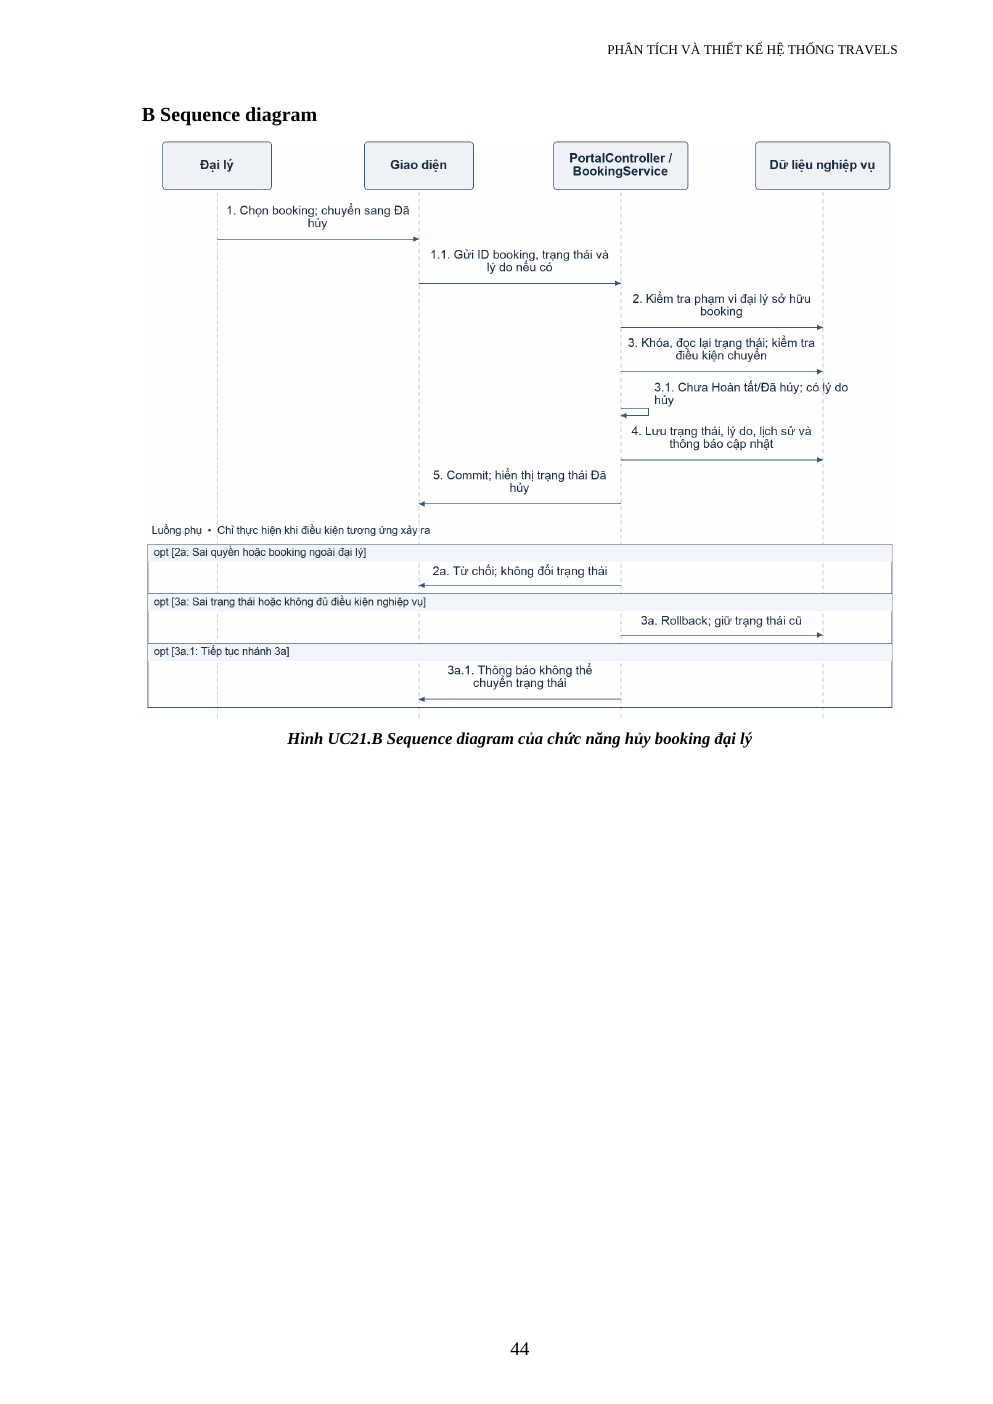 PHÂN TÍCH VÀ THIẾT KẾ HỆ THỐNG TRAVELS
B Sequence diagram
Đại lý
Giao diện
PortalController /
BookingService
Dữ liệu nghiệp vụ
1. Chọn booking; chuyển sang Đã
hủy
1.1. Gửi ID booking, trạng thái và
lý do nếu có
2. Kiểm tra phạm vi đại lý sở hữu
booking
3. Khóa, đọc lại trạng thái; kiểm tra
điều kiện chuyển
3.1. Chưa Hoàn tất/Đã hủy; có lý do
hủy
4. Lưu trạng thái, lý do, lịch sử và
thông báo cập nhật
5. Commit; hiển thị trạng thái Đã
hủy
Luồng phụ • Chỉ thực hiện khi điều kiện tương ứng xảy ra
opt [2a: Sai quyền hoặc booking ngoài đại lý]
2a. Từ chối; không đổi trạng thái
opt [3a: Sai trạng thái hoặc không đủ điều kiện nghiệp vụ]
3a. Rollback; giữ trạng thái cũ
opt [3a.1: Tiếp tục nhánh 3a]
3a.1. Thông báo không thể
chuyển trạng thái
Hình UC21.B Sequence diagram của chức năng hủy booking đại lý
44